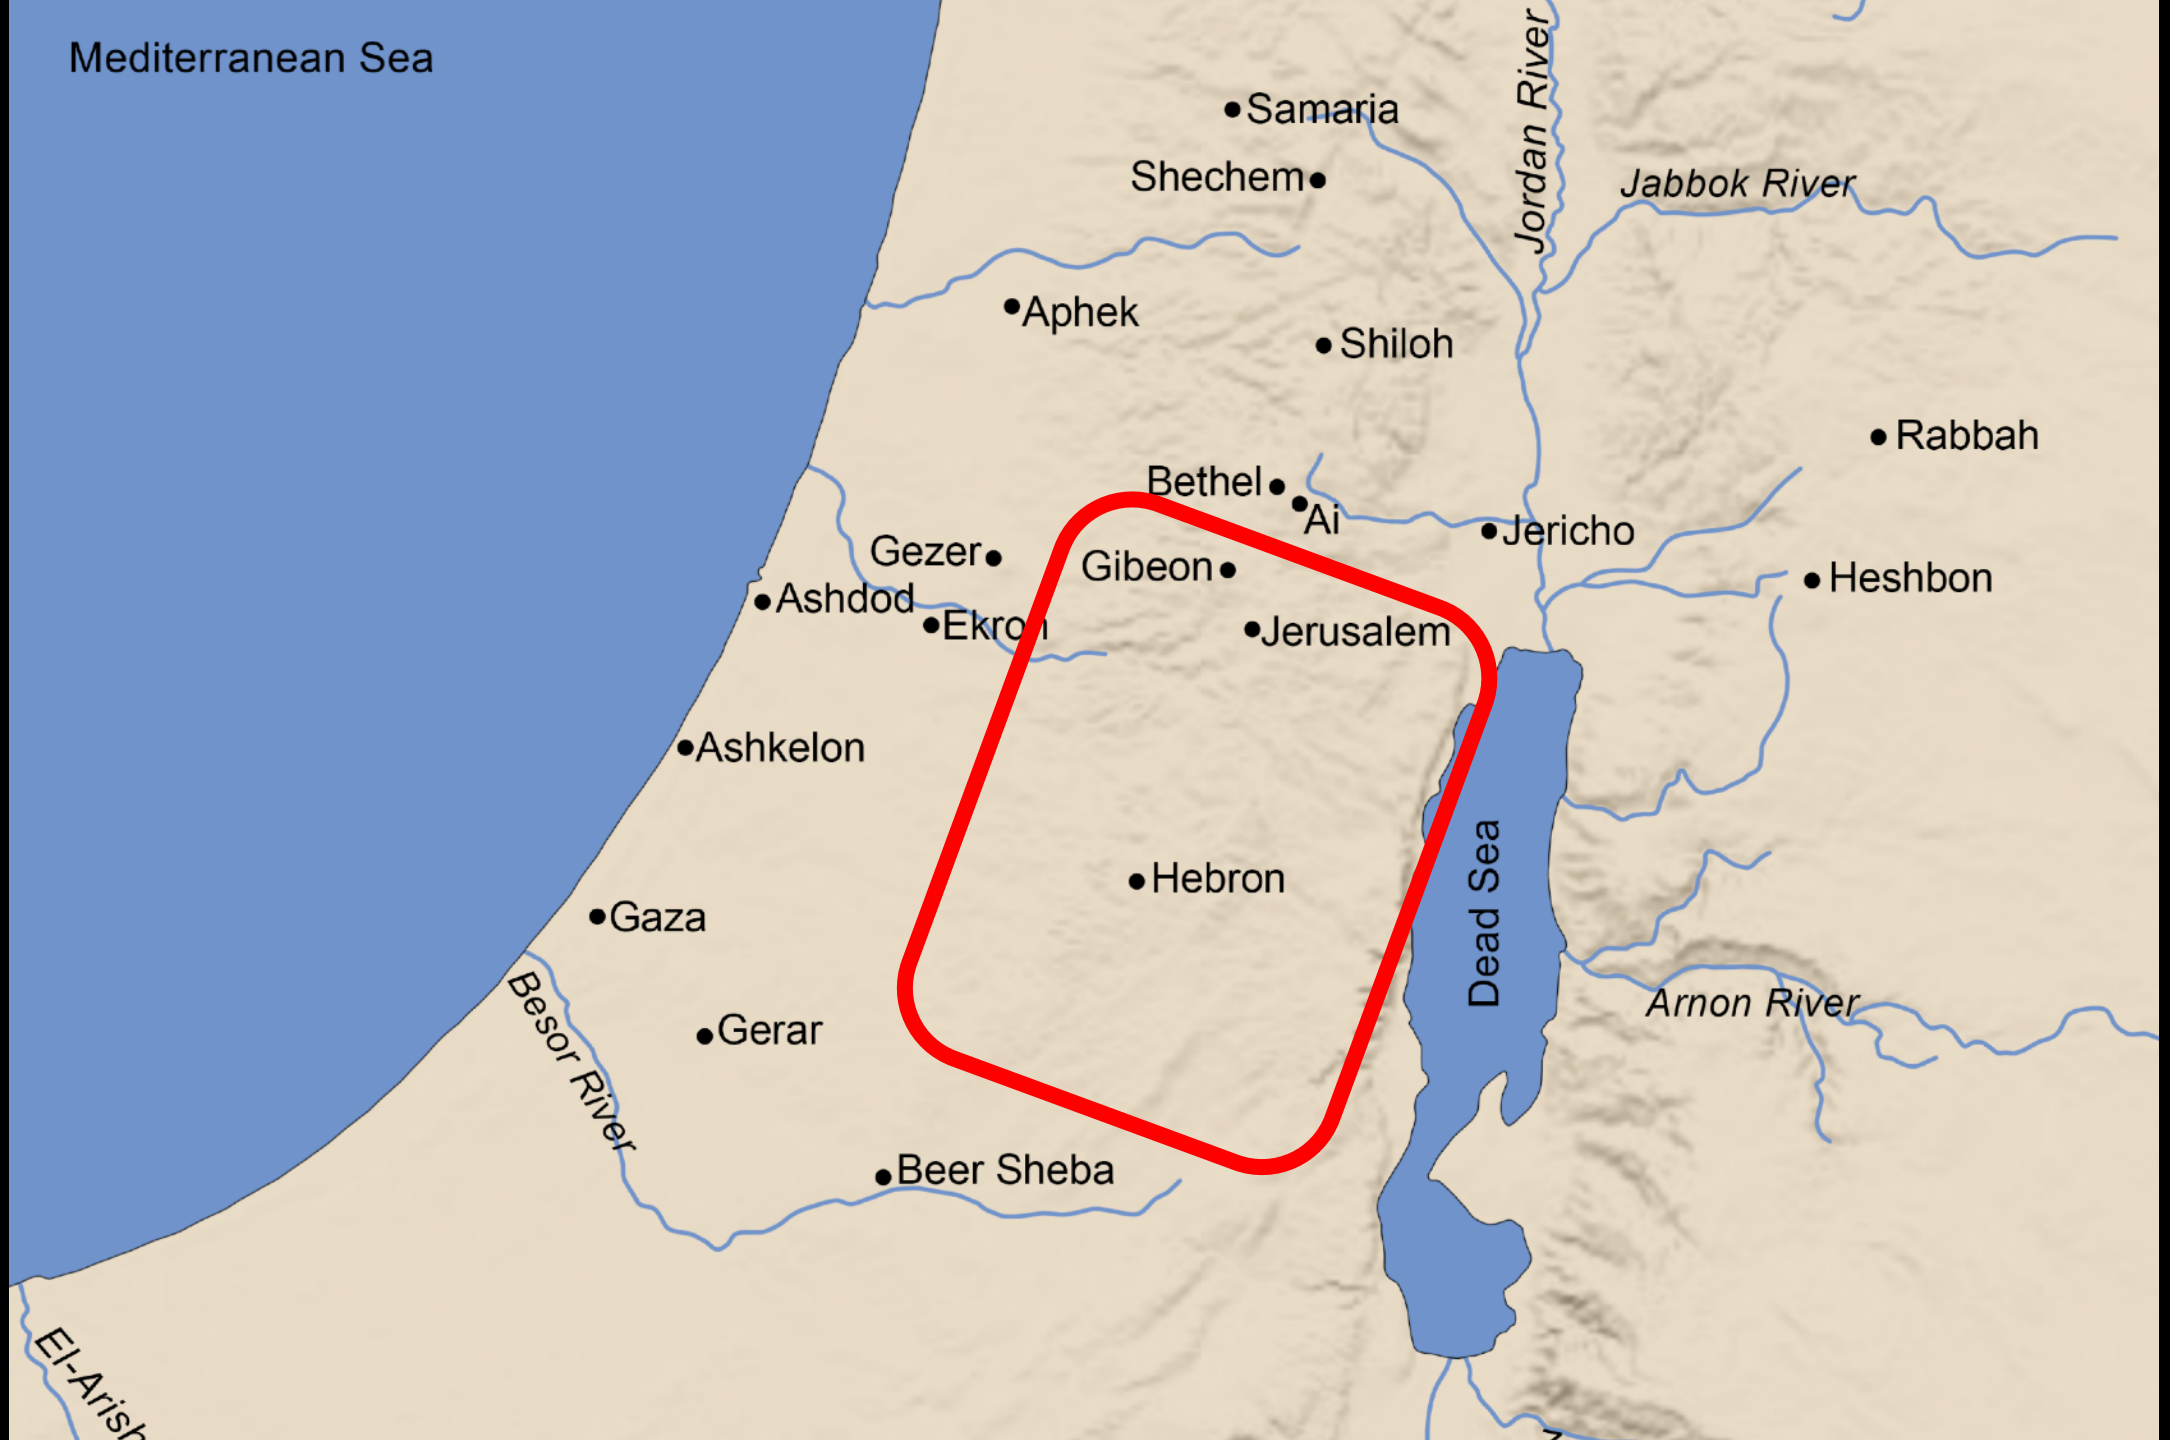 Mediterranean Sea
Samaria
Shechem
Jordan River
Jabbok River
Aphek
Shiloh
Rabbah
Bethel
Ai
Jericho
Gezer
Gibeon
Heshbon
Ashdod
Ekron
Jerusalem
Ashkelon
Hebron
Dead Sea
Gaza
Besor River
Gerar
Arnon River
Beer Sheba
El-Arish